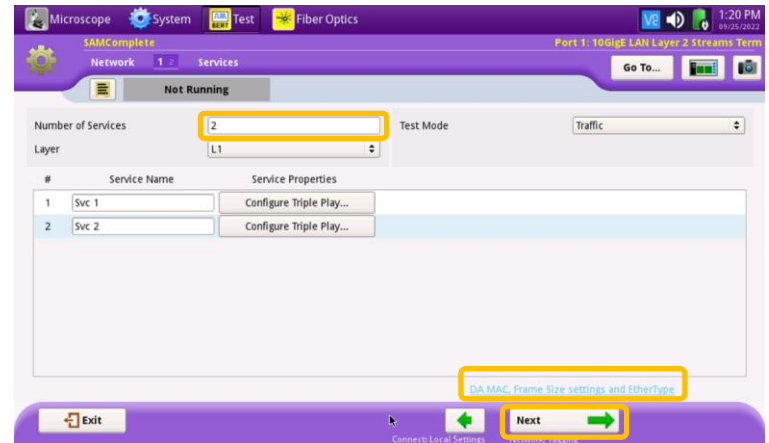 Microscope System Test Fiber Optics 1:20 PM
09/25/2022
SAMComplete Port 1: 10GigE LAN Layer 2 Streams Term
Network 1 2 Services Go To...
Not Running
Number of Services 2 Test Mode Traffic
Layer L1
# Service Name Service Properties
1 Svc 1 Configure Triple Play...
2 Svc 2 Configure Triple Play...
DA MAC, Frame Size settings and EtherType
Exit Next
Connect: Local Settings